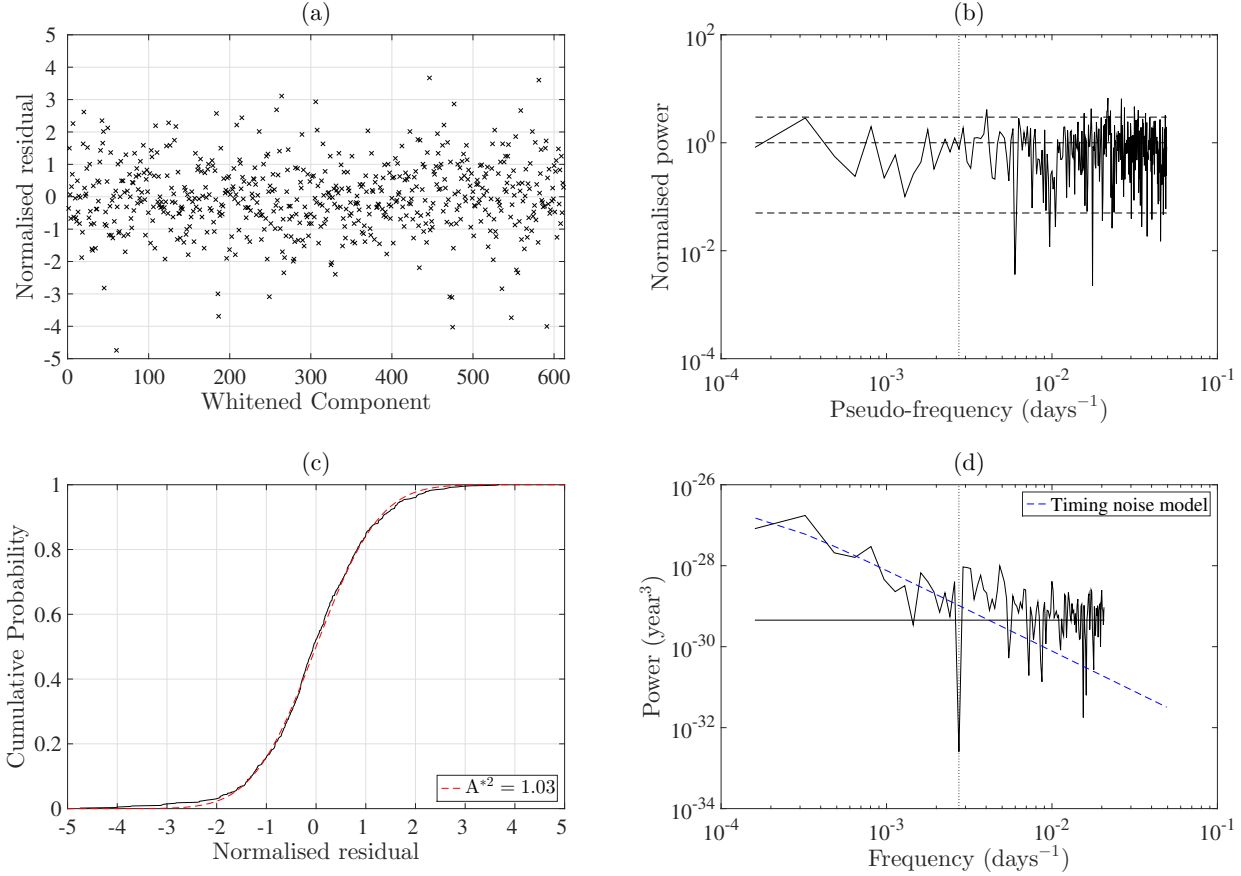 (a)
5
4
3
2
1
0
-1
-2
-3
-4
-5
Normalised residual
0 100 200 300 400 500 600
Whitened Component
(b)
10^4
10^2
10^0
10^-2
10^-4
Normalised power
10^-4 10^-3 10^-2 10^-1
Pseudo-frequency (days^-1)
(c)
1
0.8
0.6
0.4
0.2
0
Cumulative Probability
A*2 = 1.03
-5 -4 -3 -2 -1 0 1 2 3 4 5
Normalised residual
(d)
10^-26
10^-28
10^-30
10^-32
10^-34
Power (year^3)
Timing noise model
10^-4 10^-3 10^-2 10^-1
Frequency (days^-1)